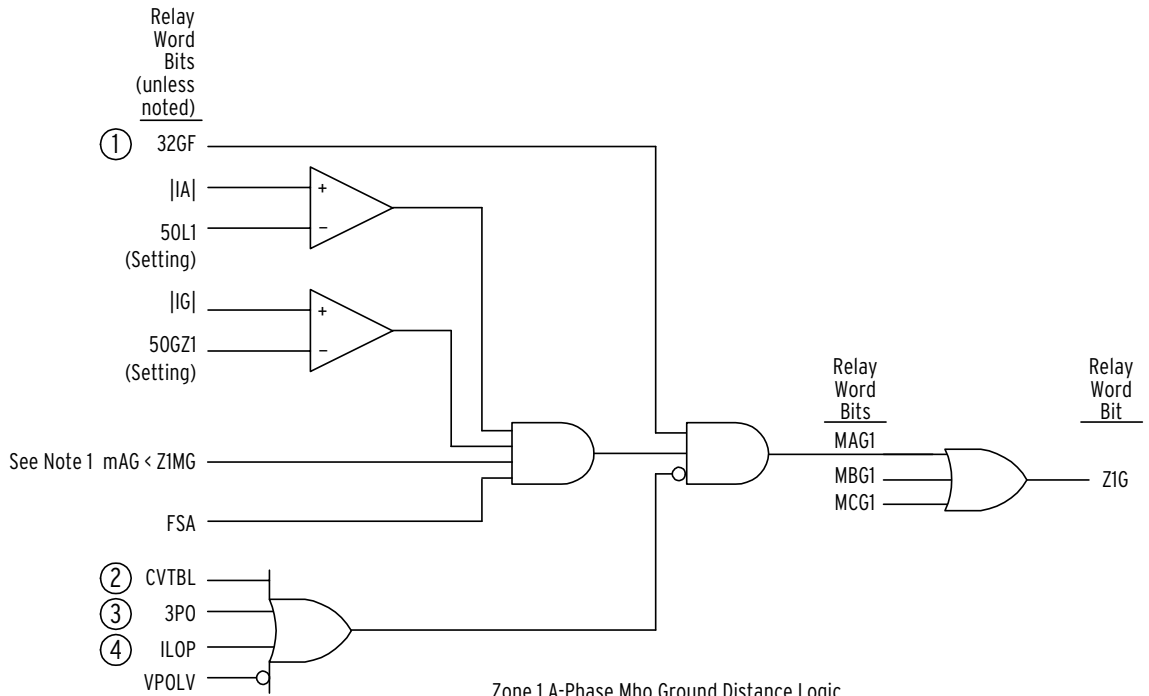 Relay
Word
Bits
(unless
noted)
1 32GF
|IA|
+
50L1
−
(Setting)
|IG|
+
50GZ1
−
(Setting)
See Note 1 mAG < Z1MG
FSA
2 CVTBL
3 3PO
4 ILOP
VPOLV
Relay
Word
Bits
MAG1
MBG1
MCG1
Relay
Word
Bit
Z1G
Zone 1 A-Phase Mho Ground Distance Logic